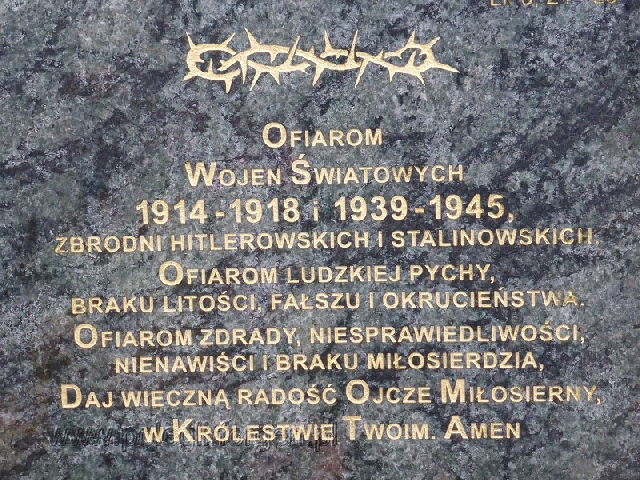 Ofiarom
Wojen Światowych
1914-1918 i 1939-1945,
zbrodni hitlerowskich i stalinowskich.
Ofiarom ludzkiej pychy,
braku litości, fałszu i okrucieństwa.
Ofiarom zdrady, niesprawiedliwości,
nienawiści i braku miłosierdzia,
Daj wieczną radość Ojcze Miłosierny,
w Królestwie Twoim. Amen